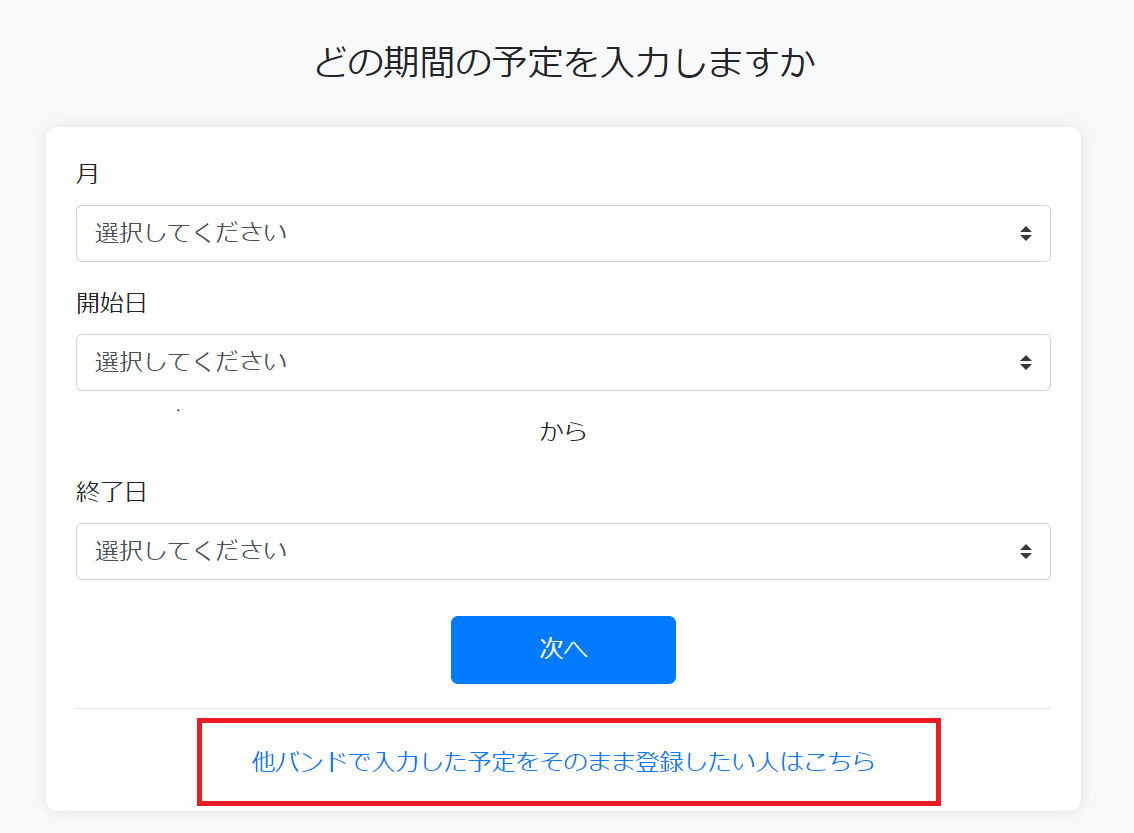 どの期間の予定を入力しますか
月
選択してください
開始日
選択してください
から
終了日
選択してください
次へ
他バンドで入力した予定をそのまま登録したい人はこちら